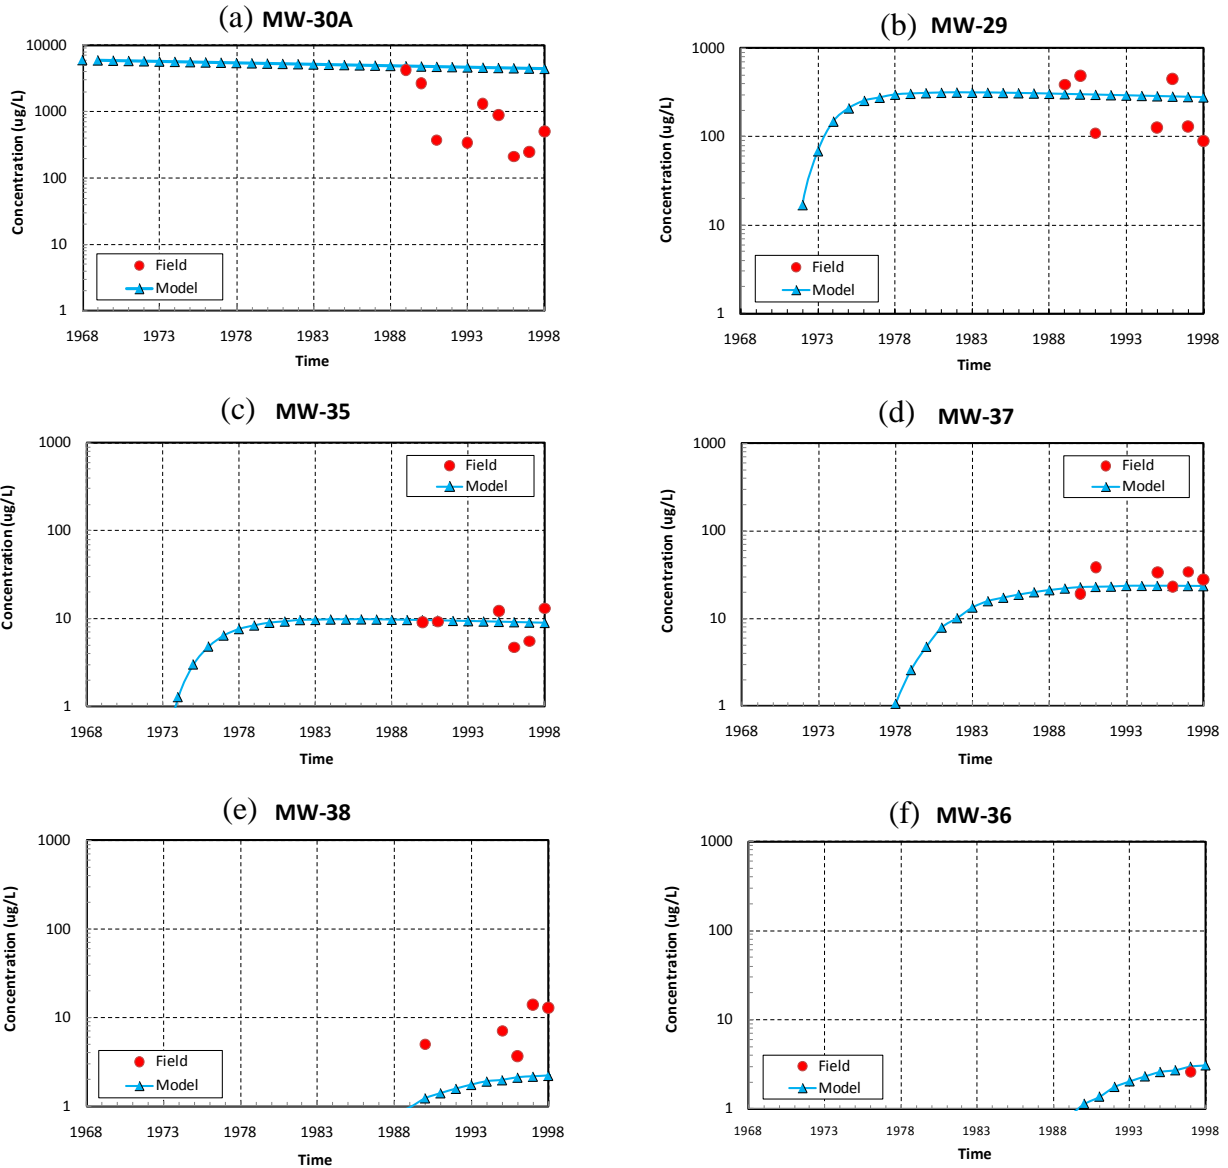 (a) MW-30A
10000
1000
100
10
1
Concentration (ug/L)
Field
Model
1968 1973 1978 1983 1988 1993 1998
Time
(b) MW-29
1000
100
10
1
Concentration (ug/L)
Field
Model
1968 1973 1978 1983 1988 1993 1998
Time
(c) MW-35
1000
100
10
1
Concentration (ug/L)
Field
Model
1968 1973 1978 1983 1988 1993 1998
Time
(d) MW-37
1000
100
10
1
Concentration (ug/L)
Field
Model
1968 1973 1978 1983 1988 1993 1998
Time
(e) MW-38
1000
100
10
1
Concentration (ug/L)
Field
Model
1968 1973 1978 1983 1988 1993 1998
Time
(f) MW-36
1000
100
10
1
Concentration (ug/L)
Field
Model
1968 1973 1978 1983 1988 1993 1998
Time